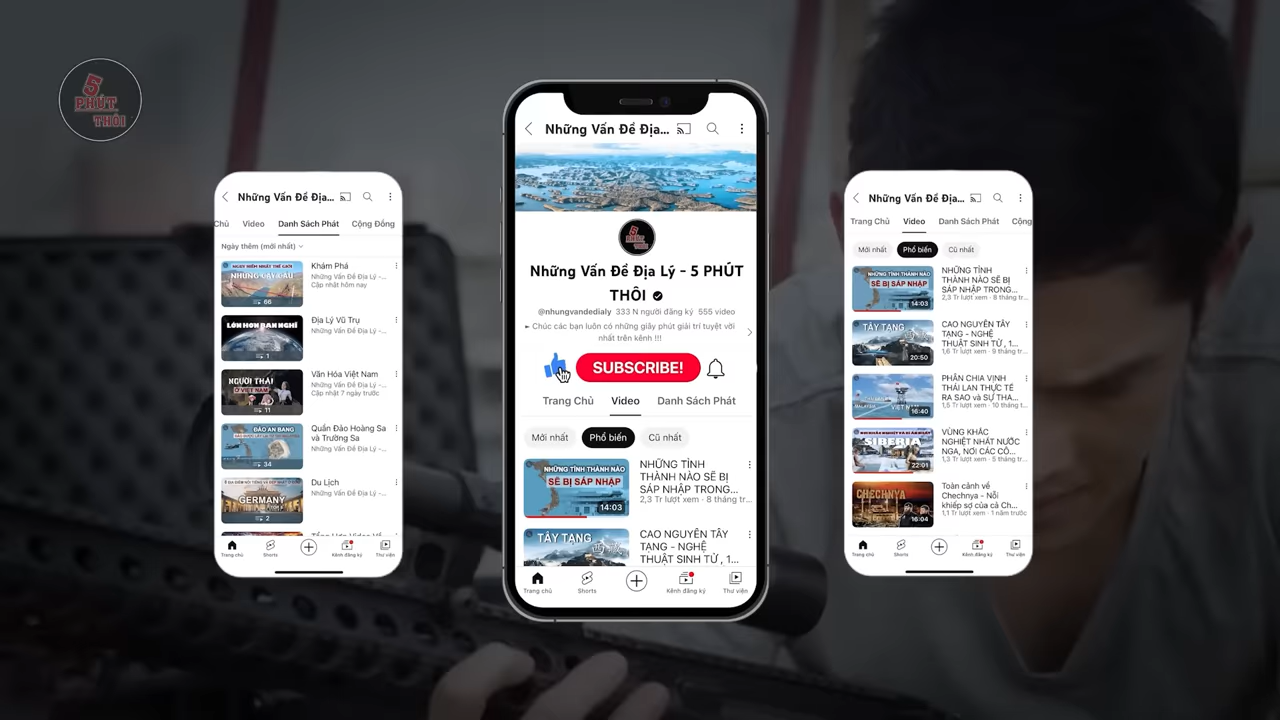 5
PHÚT
THÔI
Những Vấn Đề Địa...
Chủ Video Danh Sách Phát Cộng Đồng
Ngày thêm (mới nhất)
NHỮNG CÂY CẦU
66
Khám Phá
Những Vấn Đề Địa Lý -...
Cập nhật hôm nay
LỚN HƠN BẠN NGHĨ
1
Địa Lý Vũ Trụ
Những Vấn Đề Địa Lý -...
NGƯỜI THÁI
Ở VIỆT NAM
11
Văn Hóa Việt Nam
Những Vấn Đề Địa Lý -...
Cập nhật 7 ngày trước
ĐẢO AN BANG
34
Quần Đảo Hoàng Sa
và Trường Sa
Những Vấn Đề Địa Lý -...
GERMANY
2
Du Lịch
Những Vấn Đề Địa Lý -...
Trang chủ Shorts Kênh đăng ký Thư viện
Những Vấn Đề Địa...
5
PHÚT
THÔI
Những Vấn Đề Địa Lý - 5 PHÚT
THÔI
@nhungvandedialy 333 N người đăng ký 555 video
► Chúc các bạn luôn có những giây phút giải trí tuyệt vời
nhất trên kênh !!!
SUBSCRIBE!
Trang Chủ Video Danh Sách Phát
Mới nhất Phổ biến Cũ nhất
NHỮNG TỈNH THÀNH NÀO
SẼ BỊ SÁP NHẬP
14:03
NHỮNG TỈNH
THÀNH NÀO SẼ BỊ
SÁP NHẬP TRONG...
2,3 Tr lượt xem · 8 tháng tr...
TÂY TẠNG
CAO NGUYÊN TÂY
TẠNG - NGHỆ
THUẬT SINH TỬ , 1...
Trang chủ Shorts Kênh đăng ký Thư viện
Những Vấn Đề Địa...
Trang Chủ Video Danh Sách Phát Cộng
Mới nhất Phổ biến Cũ nhất
NHỮNG TỈNH THÀNH NÀO
SẼ BỊ SÁP NHẬP
14:03
NHỮNG TỈNH
THÀNH NÀO SẼ BỊ
SÁP NHẬP TRONG...
2,3 Tr lượt xem · 8 tháng tr...
TÂY TẠNG
20:50
CAO NGUYÊN TÂY
TẠNG - NGHỆ
THUẬT SINH TỬ , 1...
1,6 Tr lượt xem · 9 tháng tr...
VIỆT NAM
16:40
PHÂN CHIA VỊNH
THÁI LAN THỰC TẾ
RA SAO và SỰ THA...
1,5 Tr lượt xem · 10 tháng t...
SIBERIA
22:01
VÙNG KHẮC
NGHIỆT NHẤT NƯỚC
NGA, NƠI CÁC CÔ...
1,2 Tr lượt xem · 5 tháng tr...
CHECHNYA
16:04
Toàn cảnh về
Chechnya - Nỗi
khiếp sợ của cả Ch...
1,1 Tr lượt xem · 1 năm trước
Trang chủ Shorts Kênh đăng ký Thư viện